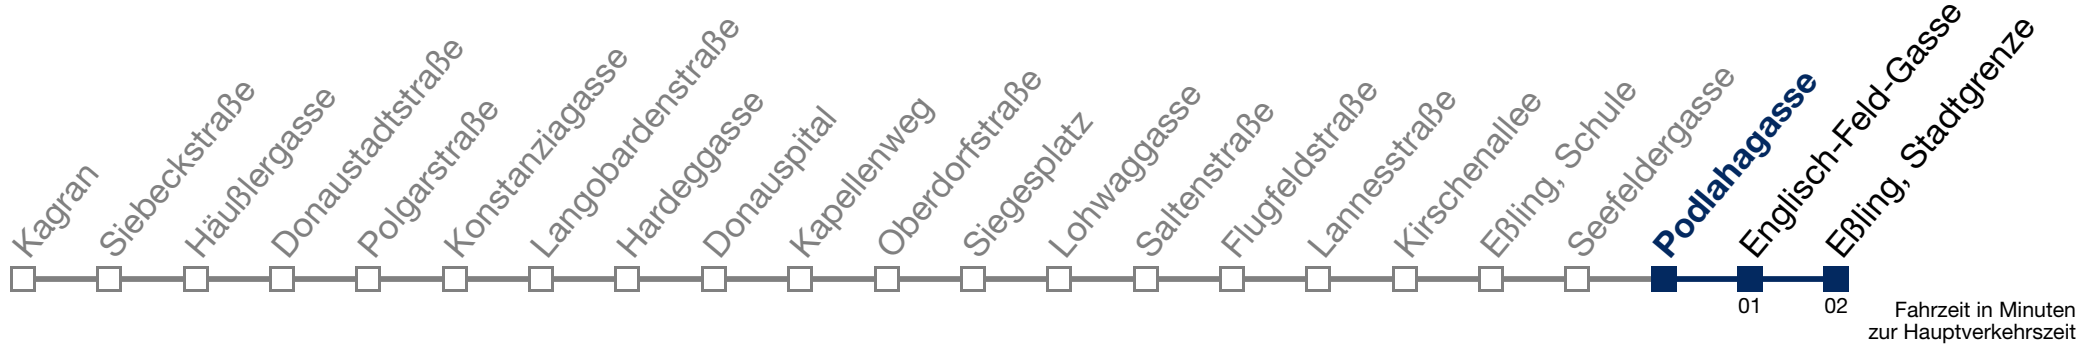 Kagran
Siebeckstraße
Häußlergasse
Donaustadtstraße
Polgarstraße
Konstanziagasse
Langobardenstraße
Hardeggasse
Donauspital
Kapellenweg
Oberdorfstraße
Siegesplatz
Lohwaggasse
Saltenstraße
Flugfeldstraße
Lannesstraße
Kirschenallee
Eßling, Schule
Seefeldergasse
Podlahagasse
Englisch-Feld-Gasse
Eßling, Stadtgrenze
01
02
Fahrzeit in Minuten
zur Hauptverkehrszeit